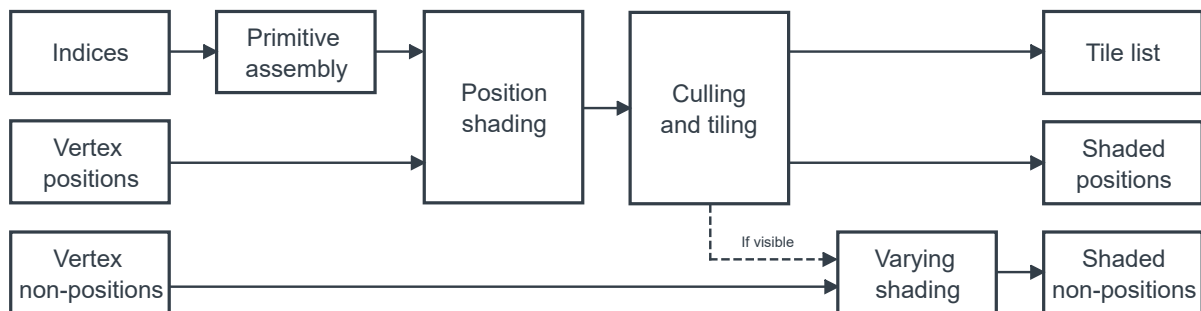 Indices
Primitive
assembly
Position
shading
Culling
and tiling
Tile list
Vertex
positions
Shaded
positions
Vertex
non-positions
If visible
Varying
shading
Shaded
non-positions